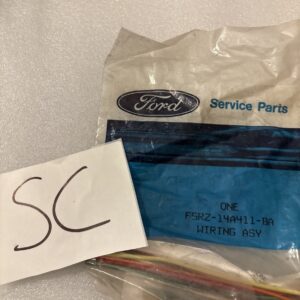 Ford Service Parts
ONE
F5RZ-14A411-BA
WIRING ASY
SC